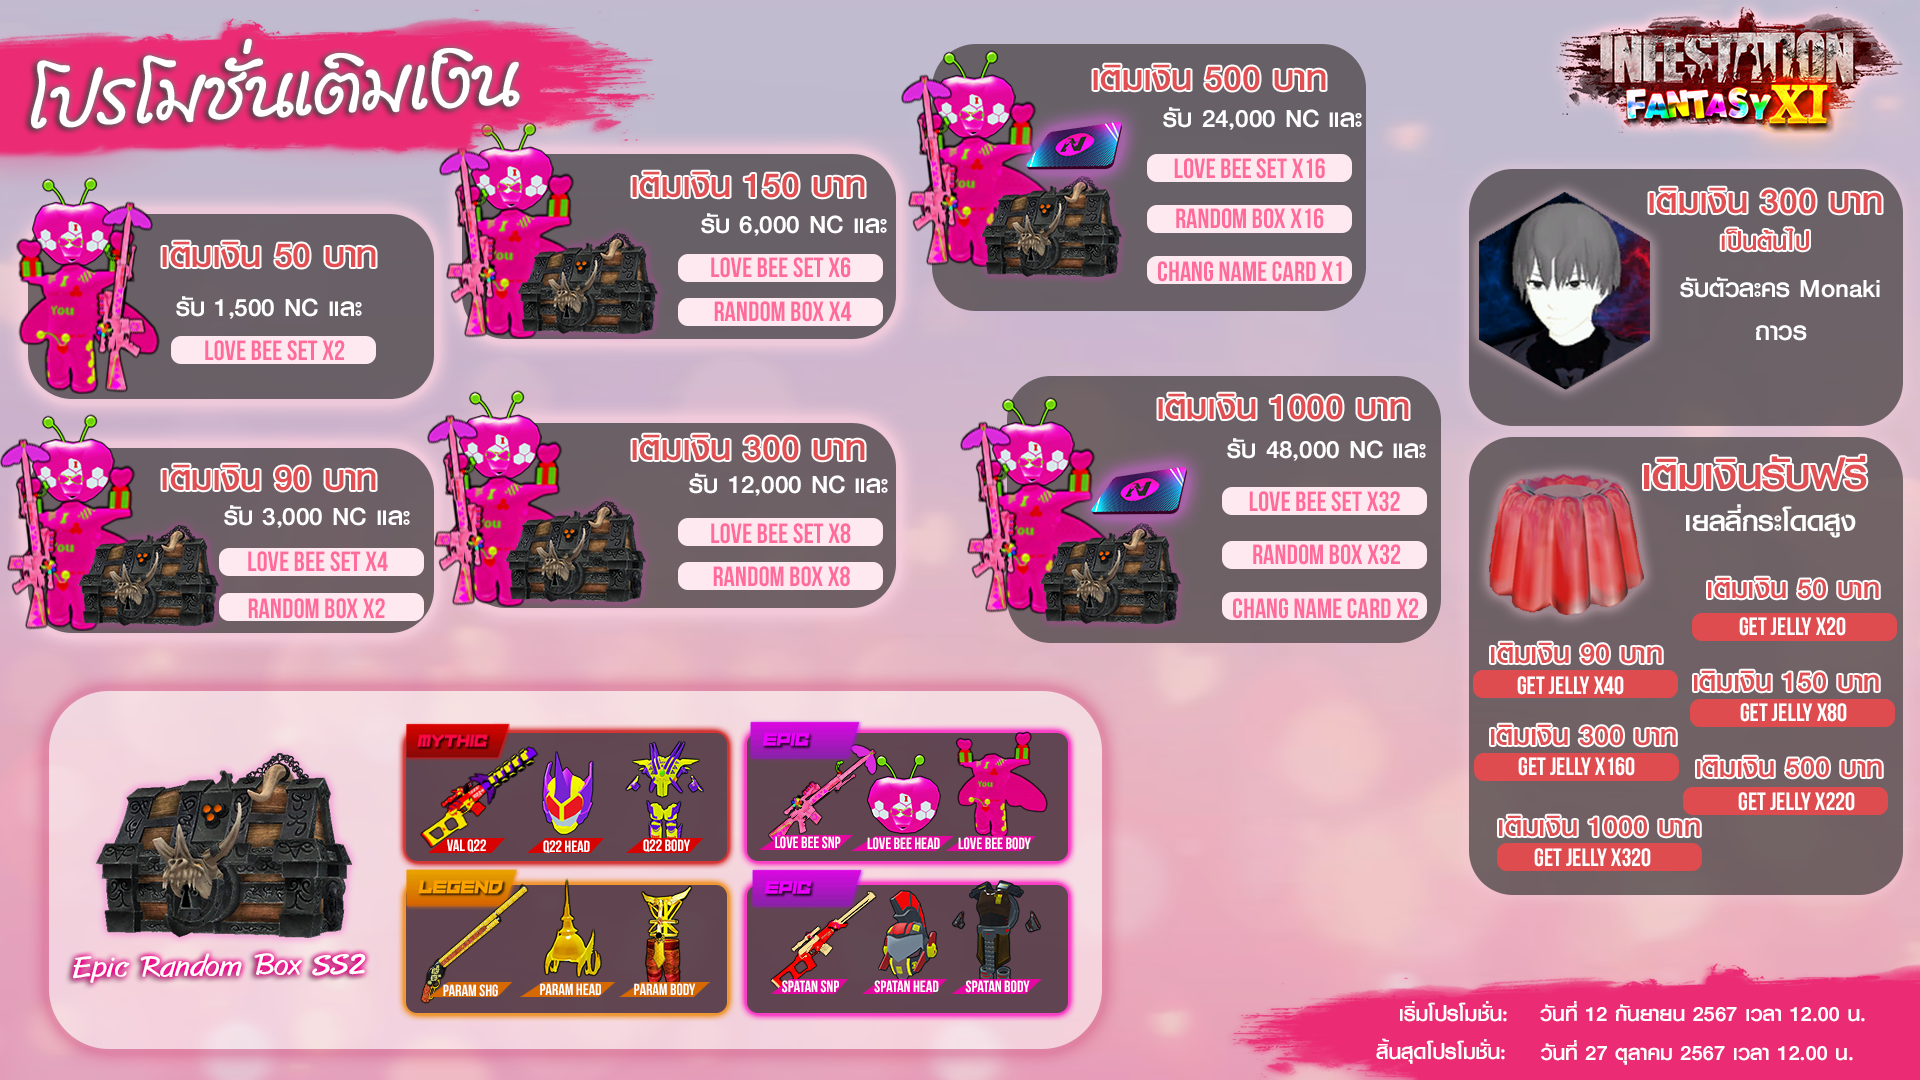 โปรโมชั่นเติมเงิน
INFESTATION
FANTASY XI
เติมเงิน 50 บาท
รับ 1,500 NC และ
LOVE BEE SET X2
เติมเงิน 90 บาท
รับ 3,000 NC และ
LOVE BEE SET X4
RANDOM BOX X2
เติมเงิน 150 บาท
รับ 6,000 NC และ
LOVE BEE SET X6
RANDOM BOX X4
เติมเงิน 300 บาท
รับ 12,000 NC และ
LOVE BEE SET X8
RANDOM BOX X8
เติมเงิน 500 บาท
รับ 24,000 NC และ
LOVE BEE SET X16
RANDOM BOX X16
CHANG NAME CARD X1
เติมเงิน 1000 บาท
รับ 48,000 NC และ
LOVE BEE SET X32
RANDOM BOX X32
CHANG NAME CARD X2
เติมเงิน 300 บาท
เป็นต้นไป
รับตัวละคร Monaki
ถาวร
เติมเงินรับฟรี
เยลลี่กระโดดสูง
เติมเงิน 50 บาท
GET JELLY X20
เติมเงิน 90 บาท
GET JELLY X40
เติมเงิน 150 บาท
GET JELLY X80
เติมเงิน 300 บาท
GET JELLY X160
เติมเงิน 500 บาท
GET JELLY X220
เติมเงิน 1000 บาท
GET JELLY X320
Epic Random Box SS2
MYTHIC
VAL Q22
Q22 HEAD
Q22 BODY
EPIC
LOVE BEE SNP
LOVE BEE HEAD
LOVE BEE BODY
LEGEND
PARAM SHG
PARAM HEAD
PARAM BODY
EPIC
SPATAN SNP
SPATAN HEAD
SPATAN BODY
เริ่มโปรโมชั่น: วันที่ 12 กันยายน 2567 เวลา 12.00 น.
สิ้นสุดโปรโมชั่น: วันที่ 27 ตุลาคม 2567 เวลา 12.00 น.